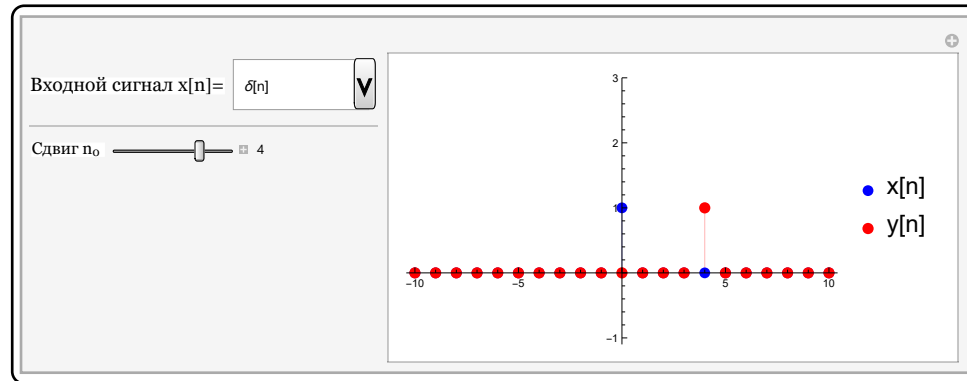 Входной сигнал x[n]= δ[n]
Сдвиг n₀ 4
3
2
1
-10 -5 5 10
-1
x[n]
y[n]